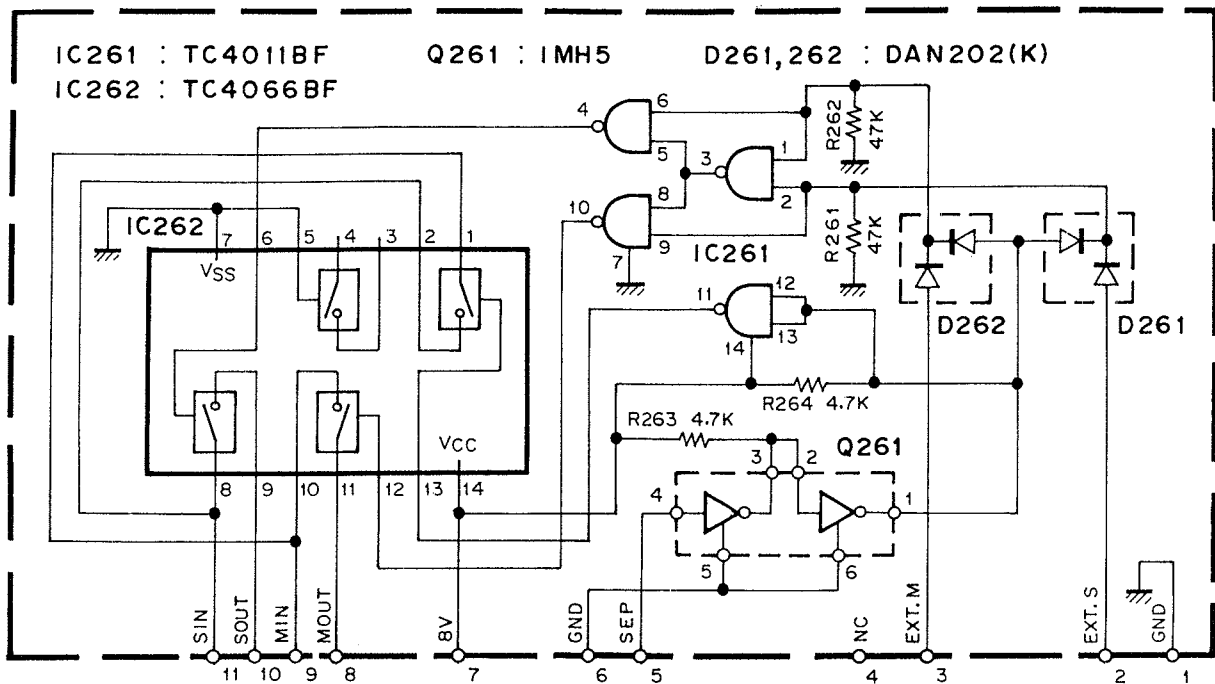 IC261 : TC4011BF Q261 : IMH5 D261,262 : DAN202(K)
IC262 : TC4066BF
4 6 5
R262 47K
3 1 2
10 8 9 7
R261 47K
IC261
IC262
7 6 5 4 3 2 1
VSS
11 12 13 14
D262 D261
R264 4.7K
R263 4.7K
Q261
VCC
8 9 10 11 12 13 14
4 3 2 1 5 6
SIN SOUT MIN MOUT 8V GND SEP NC EXT.M EXT.S GND
11 10 9 8 7 6 5 4 3 2 1